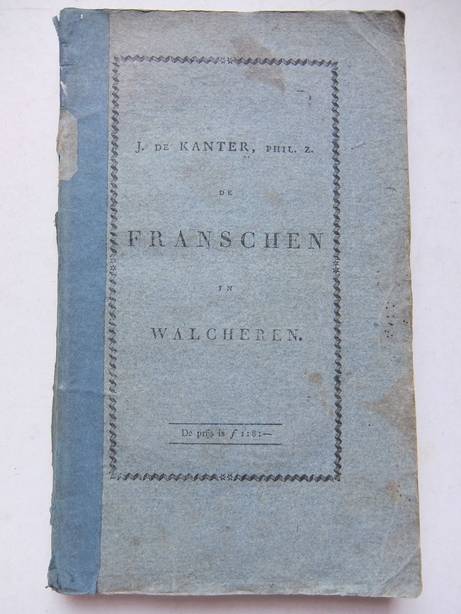 J. DE KANTER, PHIL. Z.
DE
FRANSCHEN
IN
WALCHEREN.
De prijs is ƒ 1:8:—